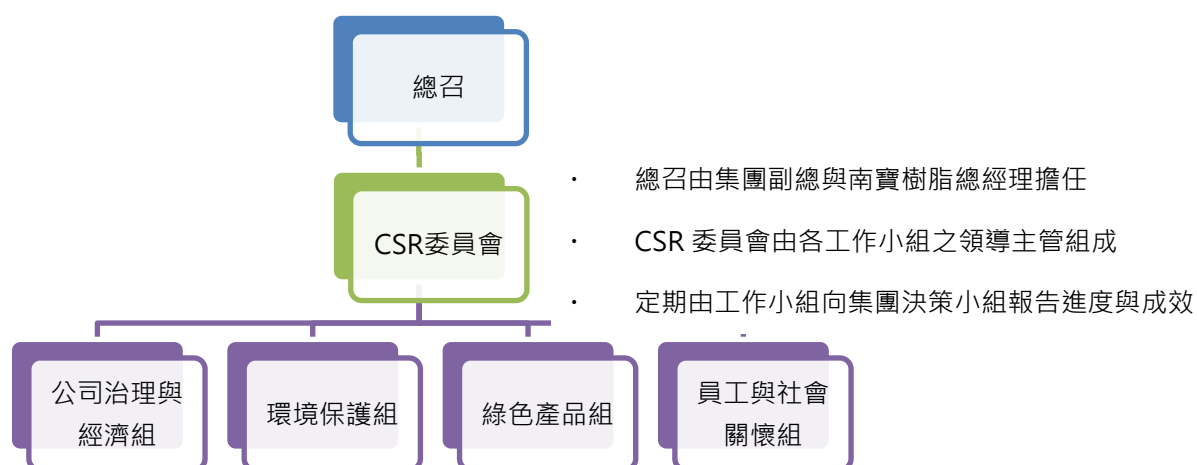 總召
CSR委員會
· 總召由集團副總與南寶樹脂總經理擔任
· CSR 委員會由各工作小組之領導主管組成
· 定期由工作小組向集團決策小組報告進度與成效
公司治理與
經濟組
環境保護組
綠色產品組
員工與社會
關懷組